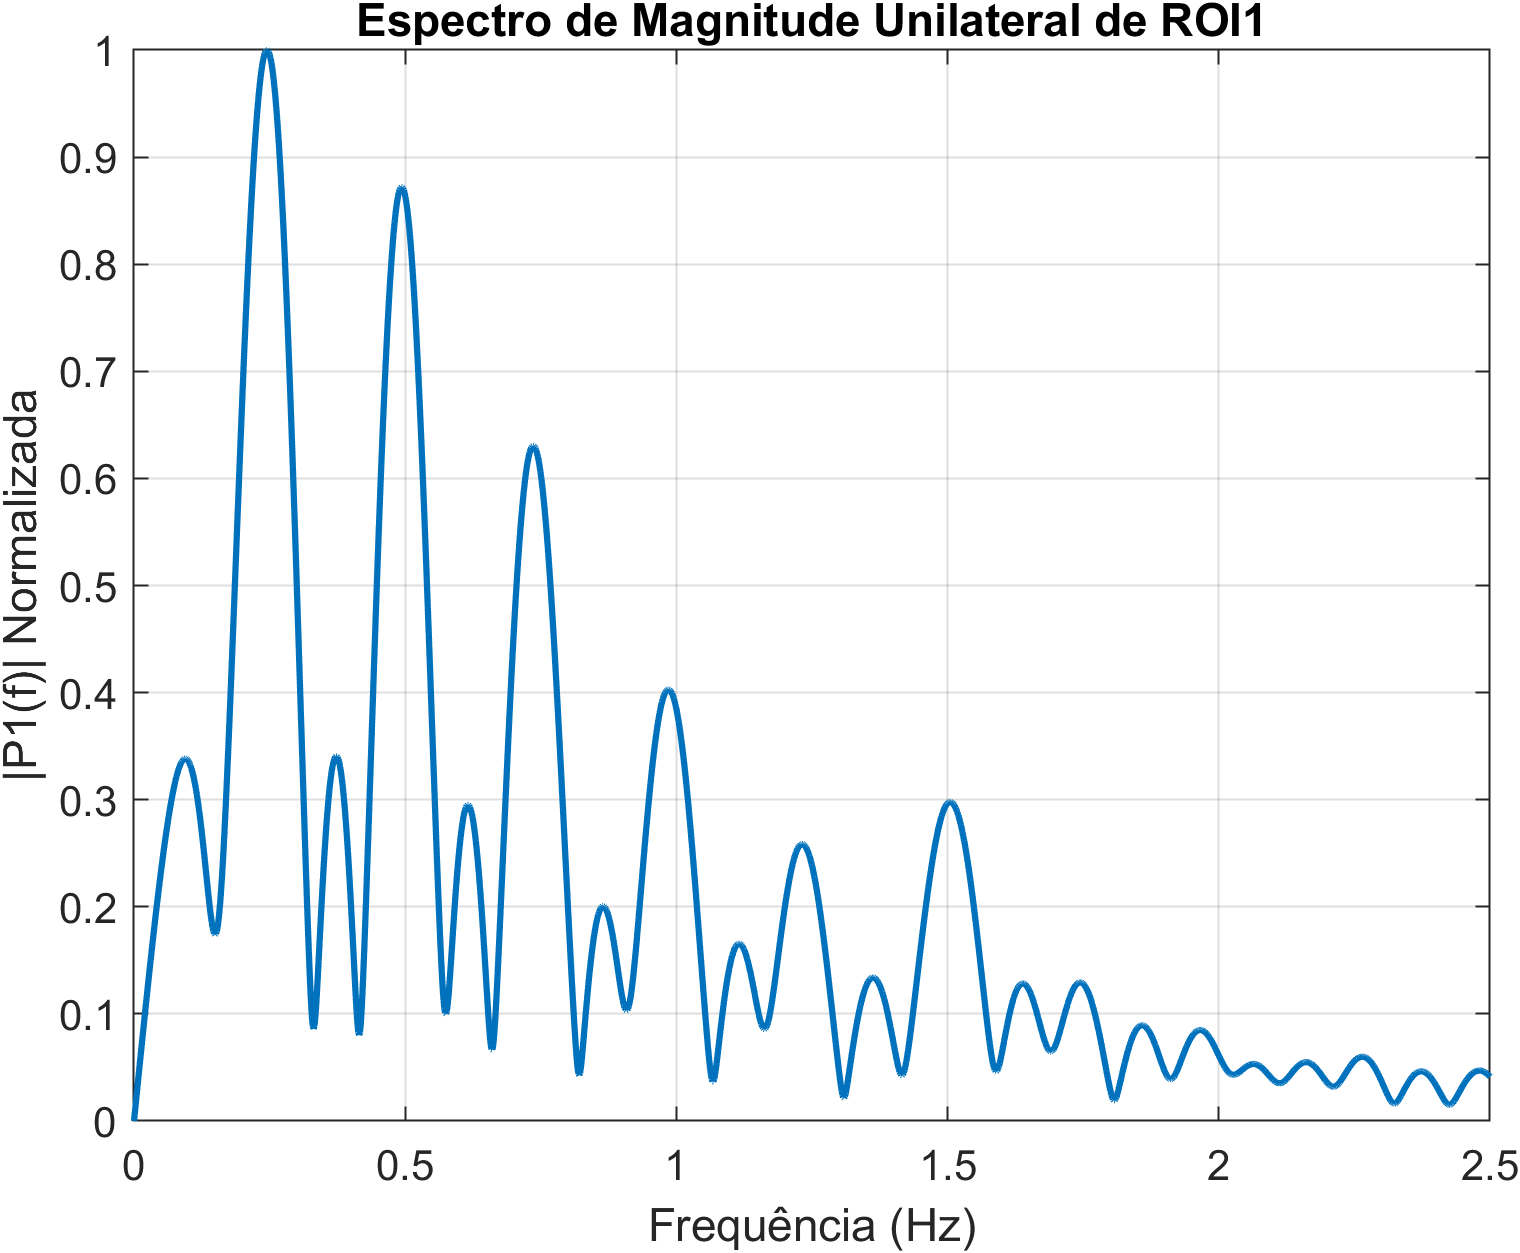 Espectro de Magnitude Unilateral de ROI1
1
0.9
0.8
0.7
0.6
0.5
0.4
0.3
0.2
0.1
0
|P1(f)| Normalizada
0 0.5 1 1.5 2 2.5
Frequência (Hz)